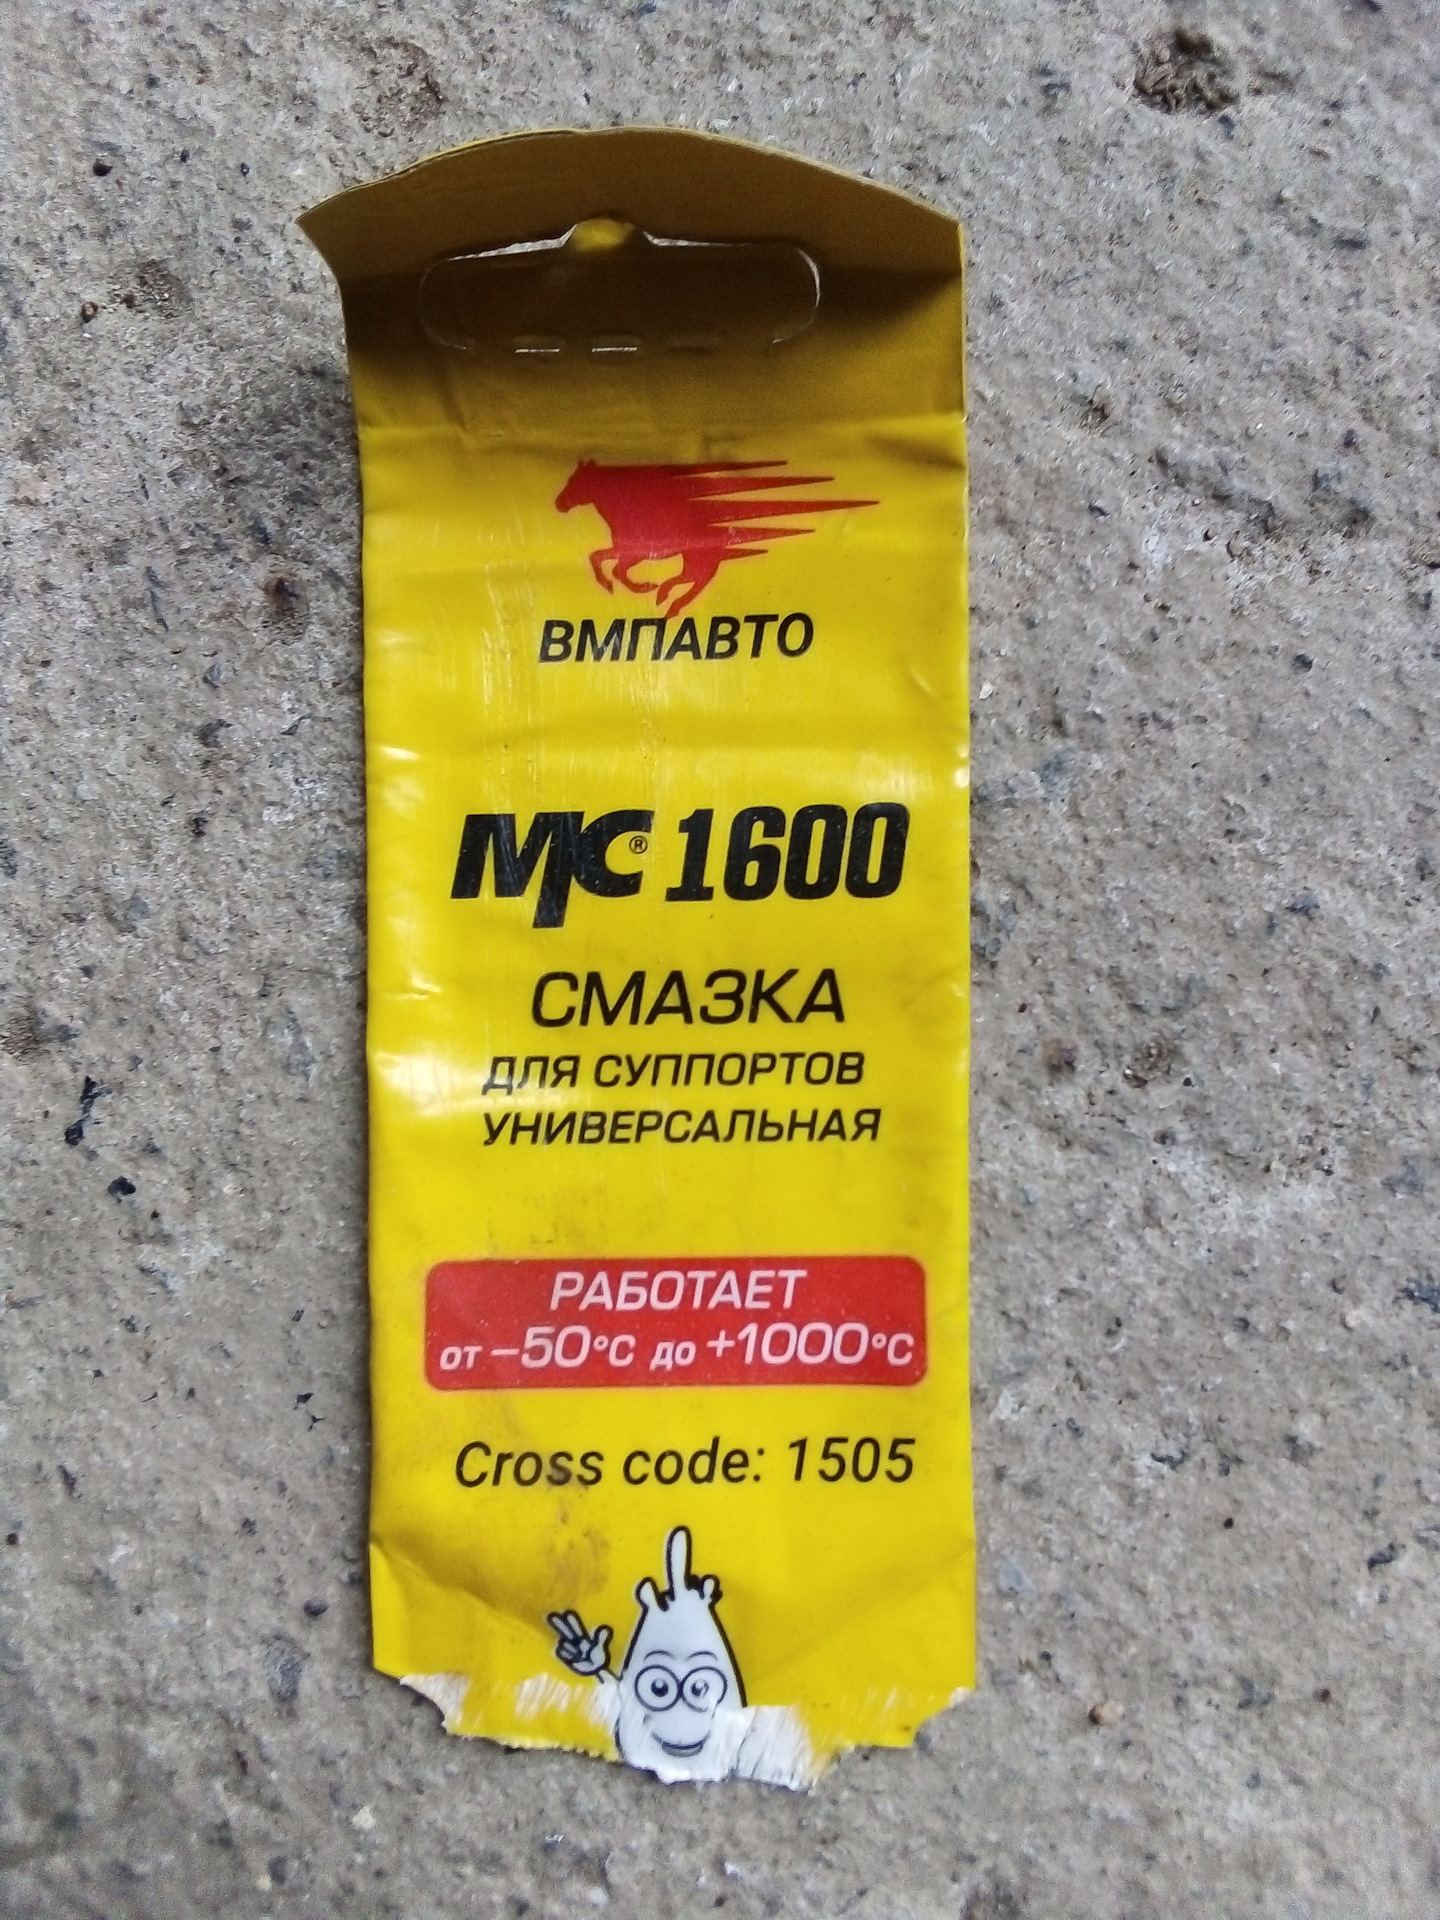 ВМПАВТО
МС® 1600
СМАЗКА
ДЛЯ СУППОРТОВ
УНИВЕРСАЛЬНАЯ
РАБОТАЕТ
от –50°С до +1000°С
Cross code: 1505